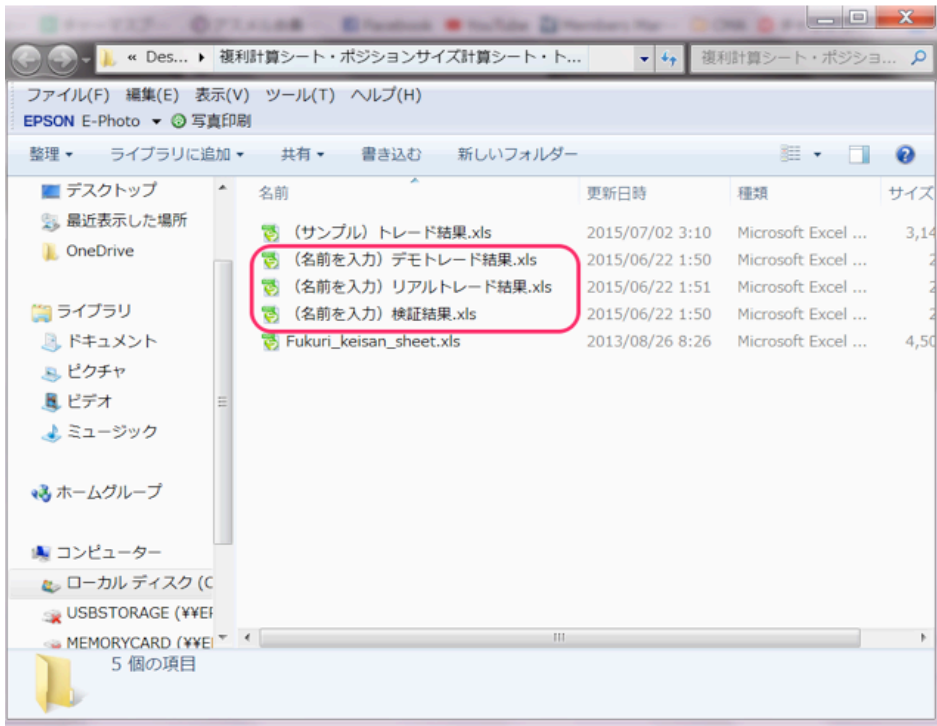 Facebook YouTube Members Mar...
« Des... ▸ 複利計算シート・ポジションサイズ計算シート・ト... 複利計算シート・ポジショ...
ファイル(F) 編集(E) 表示(V) ツール(T) ヘルプ(H)
EPSON E-Photo ▼ 写真印刷
整理 ▼ ライブラリに追加 ▼ 共有 ▼ 書き込む 新しいフォルダー
名前 更新日時 種類 サイズ
デスクトップ
最近表示した場所
OneDrive
ライブラリ
ドキュメント
ピクチャ
ビデオ
ミュージック
ホームグループ
コンピューター
ローカル ディスク (C
USBSTORAGE (¥¥EP
MEMORYCARD (¥¥E
(サンプル) トレード結果.xls 2015/07/02 3:10 Microsoft Excel ... 3,14
(名前を入力) デモトレード結果.xls 2015/06/22 1:50 Microsoft Excel ... 2
(名前を入力) リアルトレード結果.xls 2015/06/22 1:51 Microsoft Excel ... 2
(名前を入力) 検証結果.xls 2015/06/22 1:50 Microsoft Excel ... 2
Fukuri_keisan_sheet.xls 2013/08/26 8:26 Microsoft Excel ... 4,50
5 個の項目